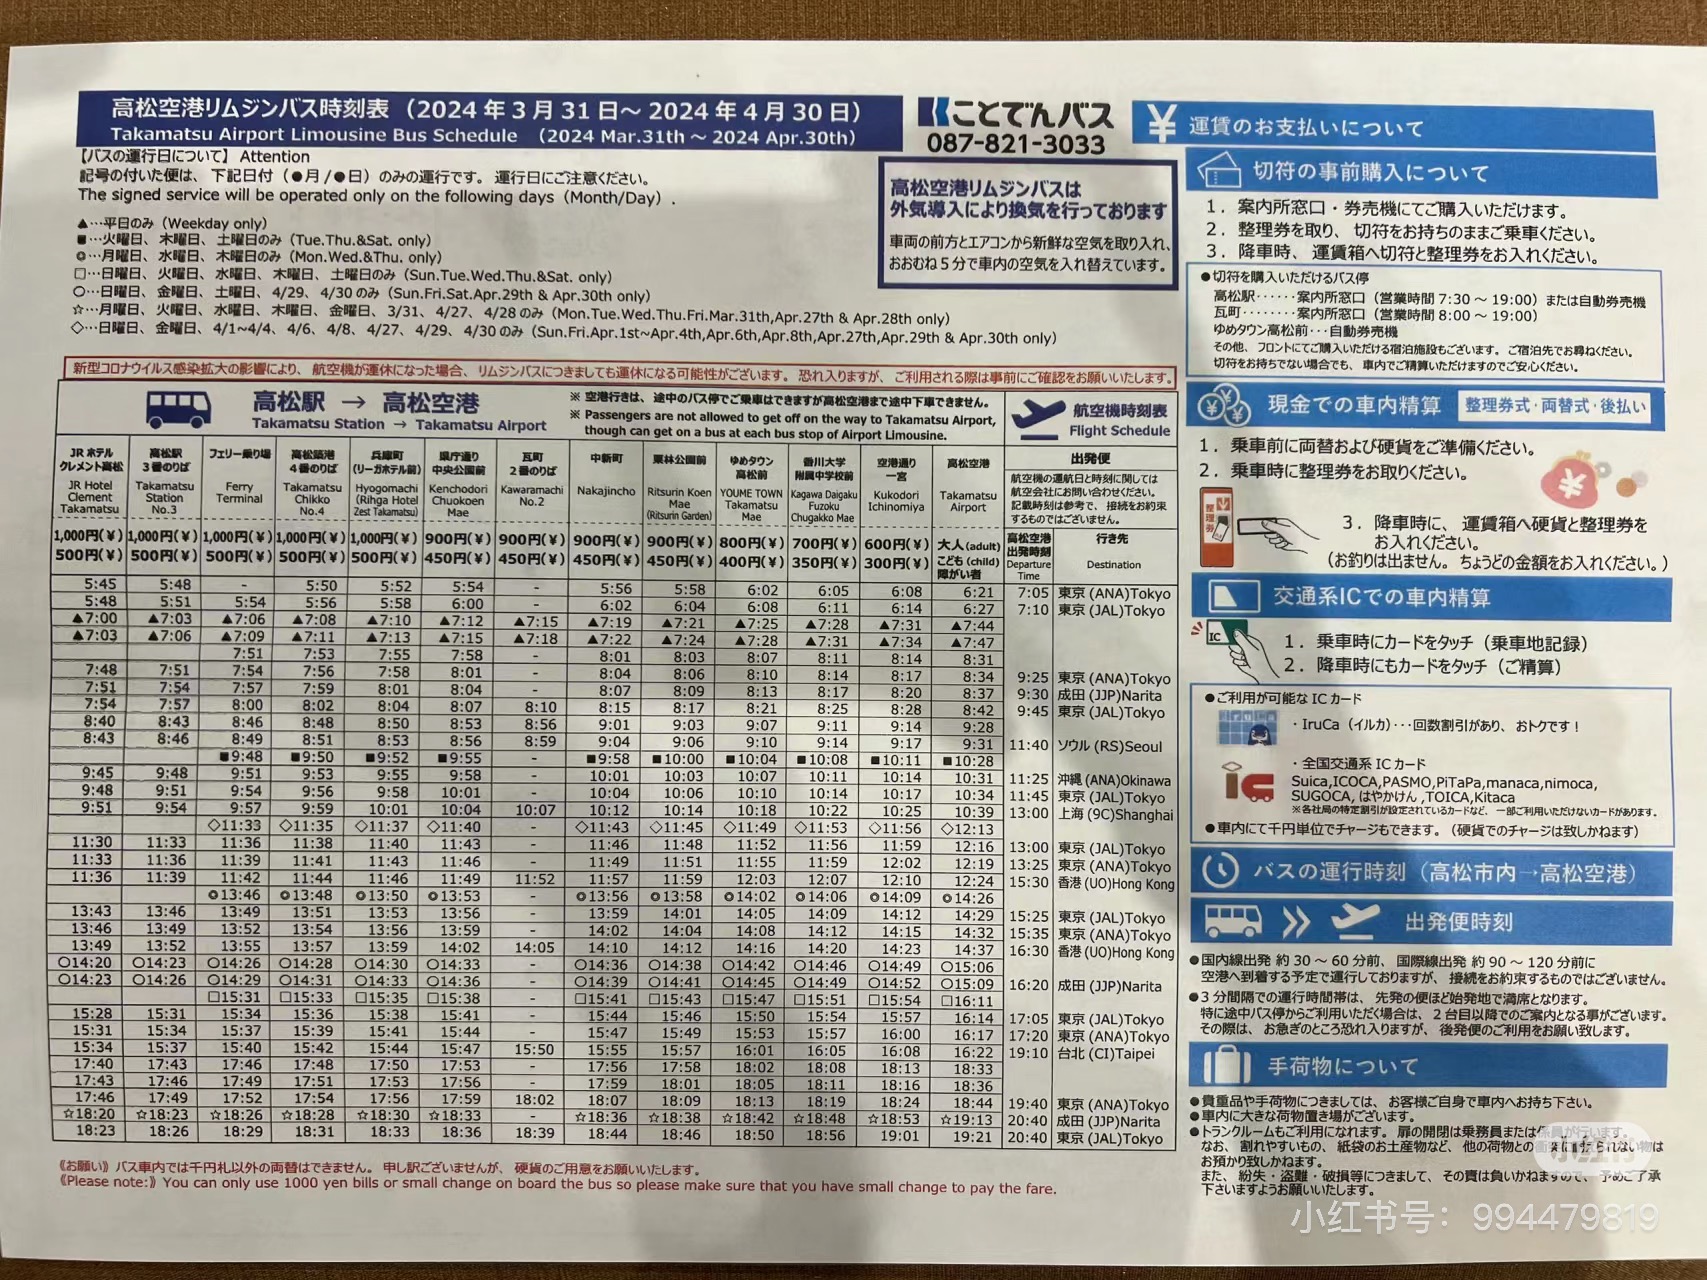 高松空港リムジンバス時刻表（2024年3月31日～2024年4月30日）
Takamatsu Airport Limousine Bus Schedule （2024 Mar.31th～2024 Apr.30th）
【バスの運行日について】 Attention
記号の付いた便は、下記日付（●月/●日）のみの運行です。 運行日にご注意ください。
The signed service will be operated only on the following days（Month/Day）.
▲…平日のみ（Weekday only）
■…火曜日、木曜日、土曜日のみ（Tue.Thu.&Sat. only）
◎…月曜日、水曜日、木曜日のみ（Mon.Wed.&Thu. only）
□…日曜日、火曜日、水曜日、木曜日、土曜日のみ（Sun.Tue.Wed.Thu.&Sat. only）
○…日曜日、金曜日、土曜日、4/29、4/30のみ（Sun.Fri.Sat.Apr.29th & Apr.30th only）
☆…月曜日、火曜日、水曜日、木曜日、金曜日、3/31、4/27、4/28のみ（Mon.Tue.Wed.Thu.Fri.Mar.31th,Apr.27th & Apr.28th only）
◇…日曜日、金曜日、4/1～4/4、4/6、4/8、4/27、4/29、4/30のみ（Sun.Fri.Apr.1st~Apr.4th,Apr.6th,Apr.8th,Apr.27th,Apr.29th & Apr.30th only）
ことでんバス
087-821-3033
高松空港リムジンバスは
外気導入により換気を行っております
車両の前方とエアコンから新鮮な空気を取り入れ、
おおむね5分で車内の空気を入れ替えています。
新型コロナウイルス感染拡大の影響により、航空機が運休になった場合、リムジンバスにつきましても運休になる可能性がございます。恐れ入りますが、ご利用される際は事前にご確認をお願いいたします。
高松駅 → 高松空港
Takamatsu Station → Takamatsu Airport
※ 空港行きは、途中のバス停でご乗車はできますが高松空港まで途中下車できません。
※ Passengers are not allowed to get off on the way to Takamatsu Airport,
though can get on a bus at each bus stop of Airport Limousine.
航空機時刻表
Flight Schedule
JRホテルクレメント高松 高松駅3番のりば フェリー乗り場 高松築港4番のりば 兵庫町(リーガホテル前) 県庁通り中央公園前 瓦町2番のりば 中新町 栗林公園前 ゆめタウン高松前 香川大学附属中学校前 空港通り一宮 高松空港 出発便
JR Hotel Clement Takamatsu Takamatsu Station No.3 Ferry Terminal Takamatsu Chikko No.4 Hyogomachi (Rihga Hotel Zest Takamatsu) Kenchodori Chuokoen Mae Kawaramachi No.2 Nakajincho Ritsurin Koen Mae (Ritsurin Garden) YOUME TOWN Takamatsu Mae Kagawa Daigaku Fuzoku Chugakko Mae Kukodori Ichinomiya Takamatsu Airport
航空機の運航日と時刻に関しては
航空会社にお問い合わせください。
記載時刻は参考で、接続をお約束
するものではございません。
1,000円(￥) 1,000円(￥) 1,000円(￥) 1,000円(￥) 1,000円(￥) 900円(￥) 900円(￥) 900円(￥) 900円(￥) 800円(￥) 700円(￥) 600円(￥) 大人(adult) 高松空港出発時刻 Departure Time 行き先 Destination
500円(￥) 500円(￥) 500円(￥) 500円(￥) 500円(￥) 450円(￥) 450円(￥) 450円(￥) 450円(￥) 400円(￥) 350円(￥) 300円(￥) こども(child) 障がい者
5:45 5:48 - 5:50 5:52 5:54 - 5:56 5:58 6:02 6:05 6:08 6:21 7:05 東京(ANA)Tokyo
5:48 5:51 5:54 5:56 5:58 6:00 - 6:02 6:04 6:08 6:11 6:14 6:27 7:10 東京(JAL)Tokyo
▲7:00 ▲7:03 ▲7:06 ▲7:08 ▲7:10 ▲7:12 ▲7:15 ▲7:19 ▲7:21 ▲7:25 ▲7:28 ▲7:31 ▲7:44
▲7:03 ▲7:06 ▲7:09 ▲7:11 ▲7:13 ▲7:15 ▲7:18 ▲7:22 ▲7:24 ▲7:28 ▲7:31 ▲7:34 ▲7:47
7:51 7:53 7:55 7:58 - 8:01 8:03 8:07 8:11 8:14 8:31
7:48 7:51 7:54 7:56 7:58 8:01 - 8:04 8:06 8:10 8:14 8:17 8:34 9:25 東京(ANA)Tokyo
7:51 7:54 7:57 7:59 8:01 8:04 - 8:07 8:09 8:13 8:17 8:20 8:37 9:30 成田(JJP)Narita
7:54 7:57 8:00 8:02 8:04 8:07 8:10 8:15 8:17 8:21 8:25 8:28 8:42 9:45 東京(JAL)Tokyo
8:40 8:43 8:46 8:48 8:50 8:53 8:56 9:01 9:03 9:07 9:11 9:14 9:28
8:43 8:46 8:49 8:51 8:53 8:56 8:59 9:04 9:06 9:10 9:14 9:17 9:31 11:40 ソウル(RS)Seoul
■9:48 ■9:50 ■9:52 ■9:55 - ■9:58 ■10:00 ■10:04 ■10:08 ■10:11 ■10:28
9:45 9:48 9:51 9:53 9:55 9:58 - 10:01 10:03 10:07 10:11 10:14 10:31 11:25 沖縄(ANA)Okinawa
9:48 9:51 9:54 9:56 9:58 10:01 - 10:04 10:06 10:10 10:14 10:17 10:34 11:45 東京(JAL)Tokyo
9:51 9:54 9:57 9:59 10:01 10:04 10:07 10:12 10:14 10:18 10:22 10:25 10:39 13:00 上海(9C)Shanghai
◇11:33 ◇11:35 ◇11:37 ◇11:40 - ◇11:43 ◇11:45 ◇11:49 ◇11:53 ◇11:56 ◇12:13
11:30 11:33 11:36 11:38 11:40 11:43 - 11:46 11:48 11:52 11:56 11:59 12:16 13:00 東京(JAL)Tokyo
11:33 11:36 11:39 11:41 11:43 11:46 - 11:49 11:51 11:55 11:59 12:02 12:19 13:25 東京(ANA)Tokyo
11:36 11:39 11:42 11:44 11:46 11:49 11:52 11:57 11:59 12:03 12:07 12:10 12:24 15:30 香港(UO)Hong Kong
◎13:46 ◎13:48 ◎13:50 ◎13:53 - ◎13:56 ◎13:58 ◎14:02 ◎14:06 ◎14:09 ◎14:26
13:43 13:46 13:49 13:51 13:53 13:56 - 13:59 14:01 14:05 14:09 14:12 14:29 15:25 東京(JAL)Tokyo
13:46 13:49 13:52 13:54 13:56 13:59 - 14:02 14:04 14:08 14:12 14:15 14:32 15:35 東京(ANA)Tokyo
13:49 13:52 13:55 13:57 13:59 14:02 14:05 14:10 14:12 14:16 14:20 14:23 14:37 16:30 香港(UO)Hong Kong
○14:20 ○14:23 ○14:26 ○14:28 ○14:30 ○14:33 - ○14:36 ○14:38 ○14:42 ○14:46 ○14:49 ○15:06
○14:23 ○14:26 ○14:29 ○14:31 ○14:33 ○14:36 - ○14:39 ○14:41 ○14:45 ○14:49 ○14:52 ○15:09 16:20 成田(JJP)Narita
□15:31 □15:33 □15:35 □15:38 - □15:41 □15:43 □15:47 □15:51 □15:54 □16:11
15:28 15:31 15:34 15:36 15:38 15:41 - 15:44 15:46 15:50 15:54 15:57 16:14 17:05 東京(JAL)Tokyo
15:31 15:34 15:37 15:39 15:41 15:44 - 15:47 15:49 15:53 15:57 16:00 16:17 17:20 東京(ANA)Tokyo
15:34 15:37 15:40 15:42 15:44 15:47 15:50 15:55 15:57 16:01 16:05 16:08 16:22 19:10 台北(CI)Taipei
17:40 17:43 17:46 17:48 17:50 17:53 - 17:56 17:58 18:02 18:08 18:13 18:33
17:43 17:46 17:49 17:51 17:53 17:56 - 17:59 18:01 18:05 18:11 18:16 18:36
17:46 17:49 17:52 17:54 17:56 17:59 18:02 18:07 18:09 18:13 18:19 18:24 18:44 19:40 東京(ANA)Tokyo
☆18:20 ☆18:23 ☆18:26 ☆18:28 ☆18:30 ☆18:33 - ☆18:36 ☆18:38 ☆18:42 ☆18:48 ☆18:53 ☆19:13 20:40 成田(JJP)Narita
18:23 18:26 18:29 18:31 18:33 18:36 18:39 18:44 18:46 18:50 18:56 19:01 19:21 20:40 東京(JAL)Tokyo
《お願い》バス車内では千円札以外の両替はできません。申し訳ございませんが、硬貨のご用意をお願いいたします。
《Please note:》You can only use 1000 yen bills or small change on board the bus so please make sure that you have small change to pay the fare.
￥ 運賃のお支払いについて
切符の事前購入について
1. 案内所窓口・券売機にてご購入いただけます。
2. 整理券を取り、切符をお持ちのままご乗車ください。
3. 降車時、運賃箱へ切符と整理券をお入れください。
●切符を購入いただけるバス停
高松駅……案内所窓口（営業時間 7:30～19:00）または自動券売機
瓦町………案内所窓口（営業時間 8:00～19:00）
ゆめタウン高松前…自動券売機
その他、フロントにてご購入いただける宿泊施設もございます。ご宿泊先でお尋ねください。
切符をお持ちでない場合でも、車内でご精算いただけますのでご安心ください。
現金での車内精算 整理券式・両替式・後払い
1. 乗車前に両替および硬貨をご準備ください。
2. 乗車時に整理券をお取りください。
整理券
3. 降車時に、運賃箱へ硬貨と整理券を
お入れください。
（お釣りは出ません。ちょうどの金額をお入れください。）
交通系ICでの車内精算
IC
1. 乗車時にカードをタッチ（乗車地記録）
2. 降車時にもカードをタッチ（ご精算）
●ご利用が可能なICカード
・IruCa（イルカ）…回数割引があり、おトクです！
・全国交通系ICカード
Suica,ICOCA,PASMO,PiTaPa,manaca,nimoca,
SUGOCA,はやかけん,TOICA,Kitaca
※各社局の特定割引が設定されているカードなど、一部ご利用いただけないカードがあります。
●車内にて千円単位でチャージもできます。（硬貨でのチャージは致しかねます）
バスの運行時刻（高松市内→高松空港）
出発便時刻
●国内線出発 約30～60分前、国際線出発 約90～120分前に
空港へ到着する予定で運行しておりますが、接続をお約束するものではございません。
●3分間隔での運行時間帯は、先発の便ほど始発地で満席となります。
特に途中バス停からご利用いただく場合は、2台目以降でのご案内となる事がございます。
その際は、お急ぎのところ恐れ入りますが、後発便のご利用をお願い致します。
手荷物について
●貴重品や手荷物につきましては、お客様ご自身で車内へお持ち下さい。
●車内に大きな荷物置き場がございます。
●トランクルームもご利用になれます。扉の開閉は乗務員または係員が行います。
なお、割れやすいもの、紙袋のお土産物など、他の荷物との
お預かり致しかねます。
また、紛失・盗難・破損等につきまして、その責は負いかねますので、予めご了承
下さいますようお願いいたします。
小红书
小红书号：994479819